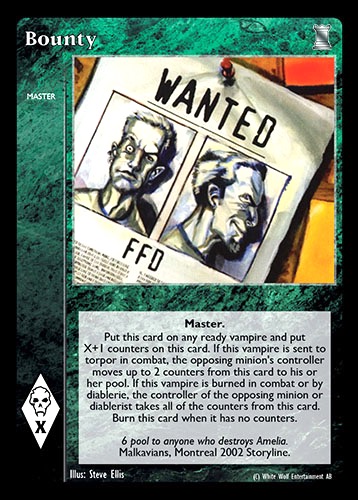 Bounty
MASTER
WANTED
FFD
Master.
Put this card on any ready vampire and put
X+1 counters on this card. If this vampire is sent to
torpor in combat, the opposing minion's controller
moves up to 2 counters from this card to his or
her pool. If this vampire is burned in combat or by
diablerie, the controller of the opposing minion or
diablerist takes all of the counters from this card.
Burn this card when it has no counters.
6 pool to anyone who destroys Amelia.
Malkavians, Montreal 2002 Storyline.
X
Illus: Steve Ellis
(C) White Wolf Entertainment AB